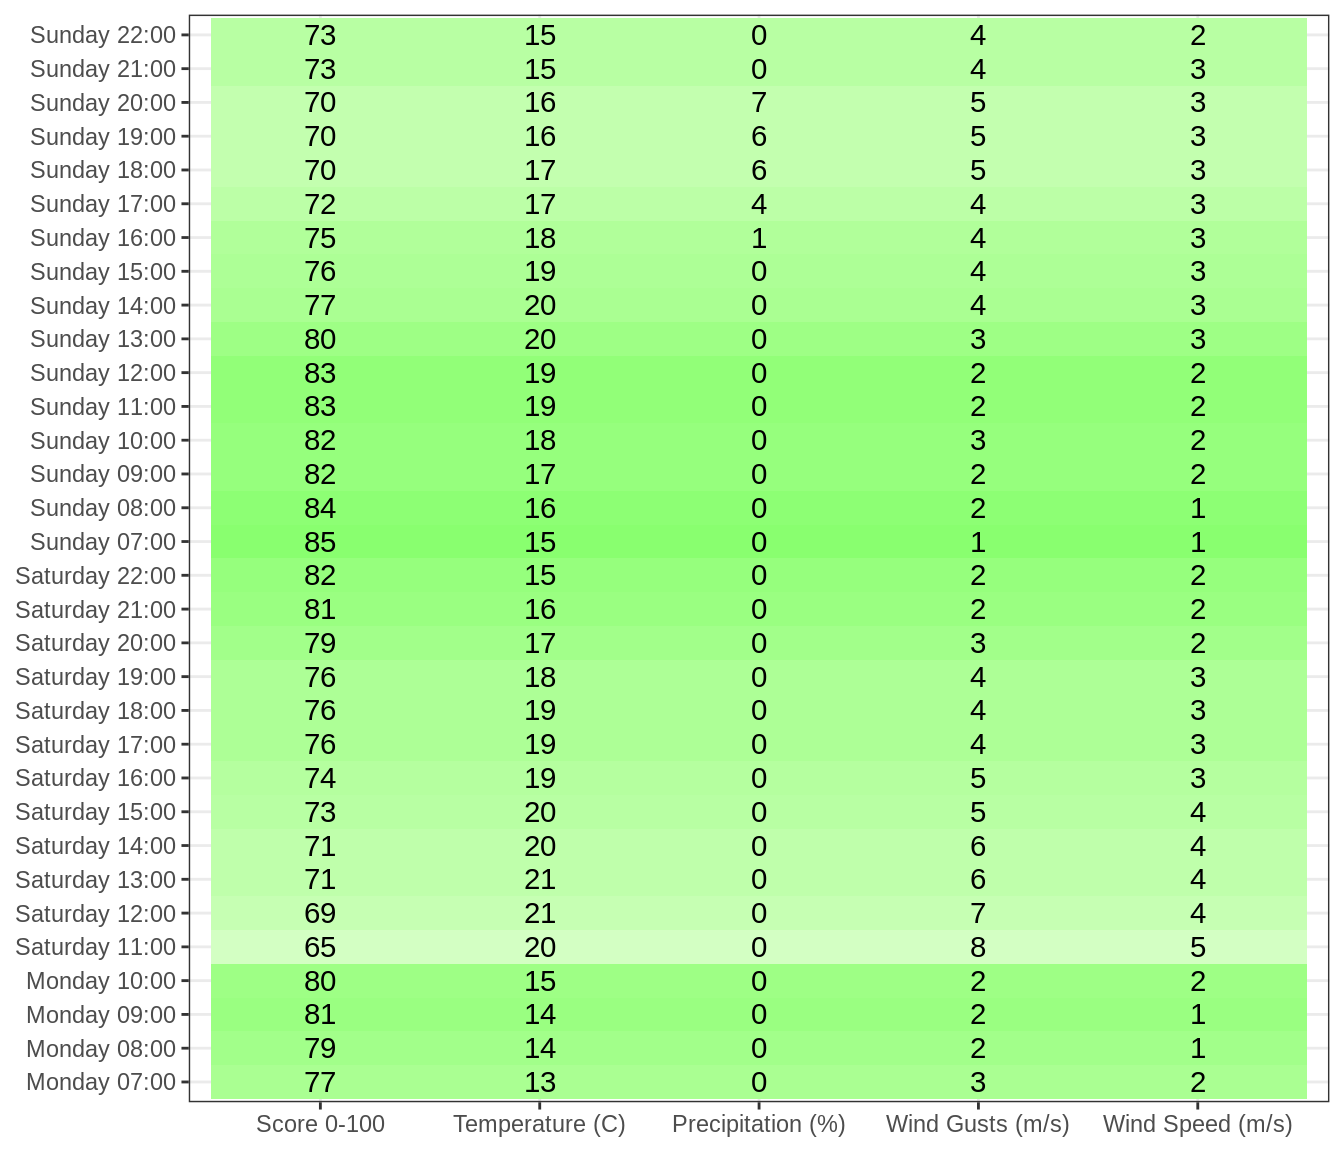 Sunday 22:00 73 15 0 4 2
Sunday 21:00 73 15 0 4 3
Sunday 20:00 70 16 7 5 3
Sunday 19:00 70 16 6 5 3
Sunday 18:00 70 17 6 5 3
Sunday 17:00 72 17 4 4 3
Sunday 16:00 75 18 1 4 3
Sunday 15:00 76 19 0 4 3
Sunday 14:00 77 20 0 4 3
Sunday 13:00 80 20 0 3 3
Sunday 12:00 83 19 0 2 2
Sunday 11:00 83 19 0 2 2
Sunday 10:00 82 18 0 3 2
Sunday 09:00 82 17 0 2 2
Sunday 08:00 84 16 0 2 1
Sunday 07:00 85 15 0 1 1
Saturday 22:00 82 15 0 2 2
Saturday 21:00 81 16 0 2 2
Saturday 20:00 79 17 0 3 2
Saturday 19:00 76 18 0 4 3
Saturday 18:00 76 19 0 4 3
Saturday 17:00 76 19 0 4 3
Saturday 16:00 74 19 0 5 3
Saturday 15:00 73 20 0 5 4
Saturday 14:00 71 20 0 6 4
Saturday 13:00 71 21 0 6 4
Saturday 12:00 69 21 0 7 4
Saturday 11:00 65 20 0 8 5
Monday 10:00 80 15 0 2 2
Monday 09:00 81 14 0 2 1
Monday 08:00 79 14 0 2 1
Monday 07:00 77 13 0 3 2
Score 0-100 Temperature (C) Precipitation (%) Wind Gusts (m/s) Wind Speed (m/s)